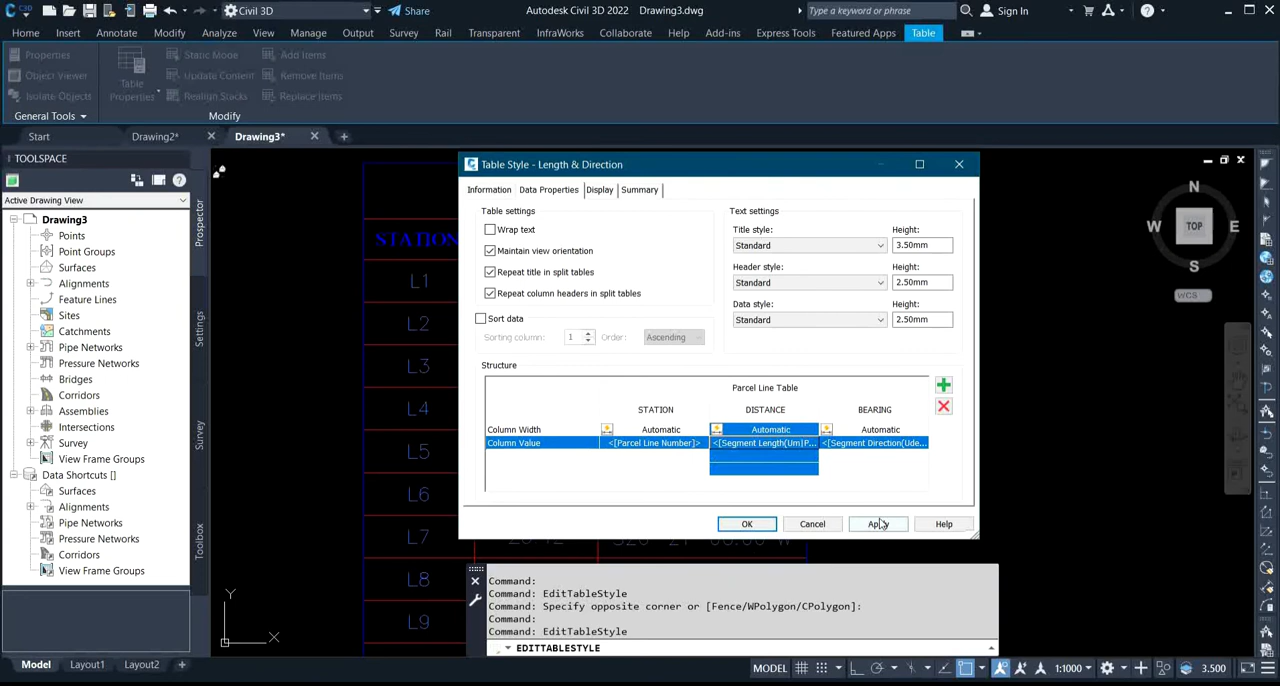 C3D
Civil 3D
Share
Autodesk Civil 3D 2022 Drawing3.dwg
Type a keyword or phrase
Sign In
Home Insert Annotate Modify Analyze View Manage Output Survey Rail Transparent InfraWorks Collaborate Help Add-ins Express Tools Featured Apps Table
Properties
Object Viewer
Isolate Objects
Table
Properties
Static Mode
Update Content
Realign Stacks
Add Items
Remove Items
Replace Items
General Tools
Modify
Start Drawing2* Drawing3*
TOOLSPACE
Active Drawing View
Drawing3
Points
Point Groups
Surfaces
Alignments
Feature Lines
Sites
Catchments
Pipe Networks
Pressure Networks
Bridges
Corridors
Assemblies
Intersections
Survey
View Frame Groups
Data Shortcuts []
Surfaces
Alignments
Pipe Networks
Pressure Networks
Corridors
View Frame Groups
Prospector
Settings
Survey
Toolbox
STATION
L1
L2
L3
L4
L5
L6
L7
L8
L9
Table Style - Length & Direction
Information Data Properties Display Summary
Table settings
Wrap text
Maintain view orientation
Repeat title in split tables
Repeat column headers in split tables
Sort data
Sorting column: 1 Order: Ascending
Text settings
Title style: Height:
Standard 3.50mm
Header style: Height:
Standard 2.50mm
Data style: Height:
Standard 2.50mm
Structure
Parcel Line Table
STATION DISTANCE BEARING
Column Width Automatic Automatic Automatic
Column Value <[Parcel Line Number]> <[Segment Length(Um|P... <[Segment Direction(Ude...
OK Cancel Apply Help
N
W TOP E
S
WCS
Y
X
Command:
Command: EditTableStyle
Command: Specify opposite corner or [Fence/WPolygon/CPolygon]:
Command:
Command: EditTableStyle
EDITTABLESTYLE
Model Layout1 Layout2
MODEL
1:1000
3.500